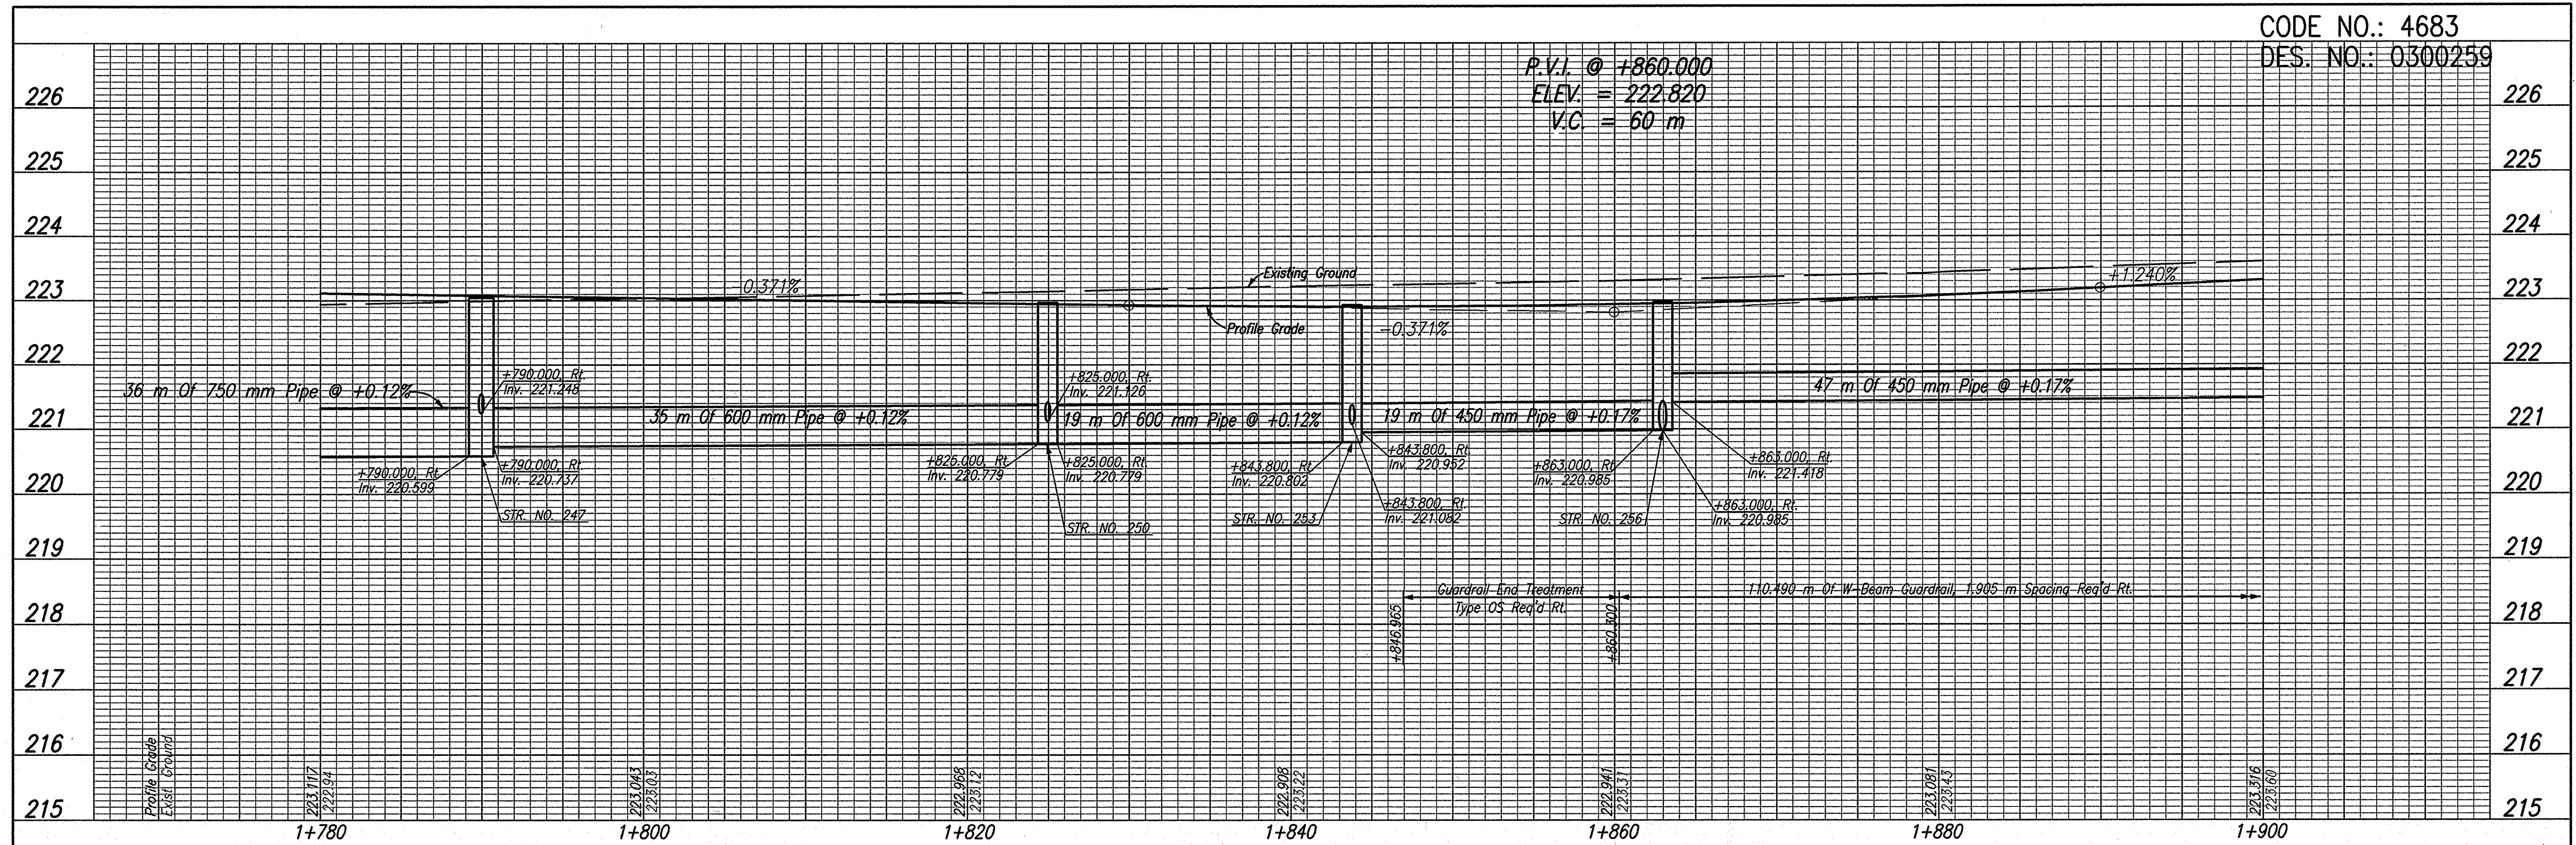 CODE NO.: 4683
DES. NO.: 0300259
P.V.I. @ +860.000
ELEV. = 222.820
V.C. = 60 m
226
226
225
225
224
224
Existing Ground
0.371%
+1.240%
223
223
Profile Grade
-0.371%
222
222
36 m Of 750 mm Pipe @ +0.12%
+790.000, Rt.
Inv. 221.248
+825.000, Rt.
Inv. 221.126
47 m Of 450 mm Pipe @ +0.17%
35 m Of 600 mm Pipe @ +0.12%
19 m Of 600 mm Pipe @ +0.12%
19 m Of 450 mm Pipe @ +0.17%
221
221
+790.000, Rt.
Inv. 220.599
+790.000, Rt.
Inv. 220.737
+825.000, Rt.
Inv. 220.779
+825.000, Rt.
Inv. 220.779
+843.800, Rt.
Inv. 220.802
+843.800, Rt.
Inv. 220.952
+863.000, Rt.
Inv. 220.985
+863.000, Rt.
Inv. 221.418
220
220
STR. NO. 247
STR. NO. 250
STR. NO. 253
+843.800, Rt.
Inv. 221.082
STR. NO. 256
+863.000, Rt.
Inv. 220.985
219
219
Guardrail End Treatment
Type OS Req'd Rt.
110.490 m Of W-Beam Guardrail, 1.905 m Spacing Req'd Rt.
218
218
+846.965
+860.300
217
217
216
216
Profile Grade
Exist Ground
223.117
222.94
223.043
223.03
222.968
223.12
222.908
223.22
222.941
223.31
223.081
223.43
223.316
223.60
215
215
1+780
1+800
1+820
1+840
1+860
1+880
1+900